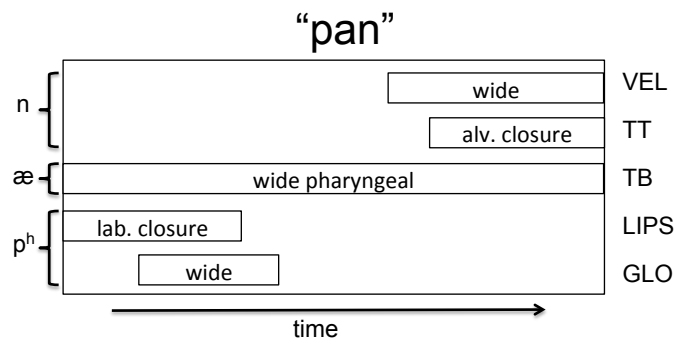 “pan”
n wide VEL
alv. closure TT
æ wide pharyngeal TB
pʰ lab. closure LIPS
wide GLO
time